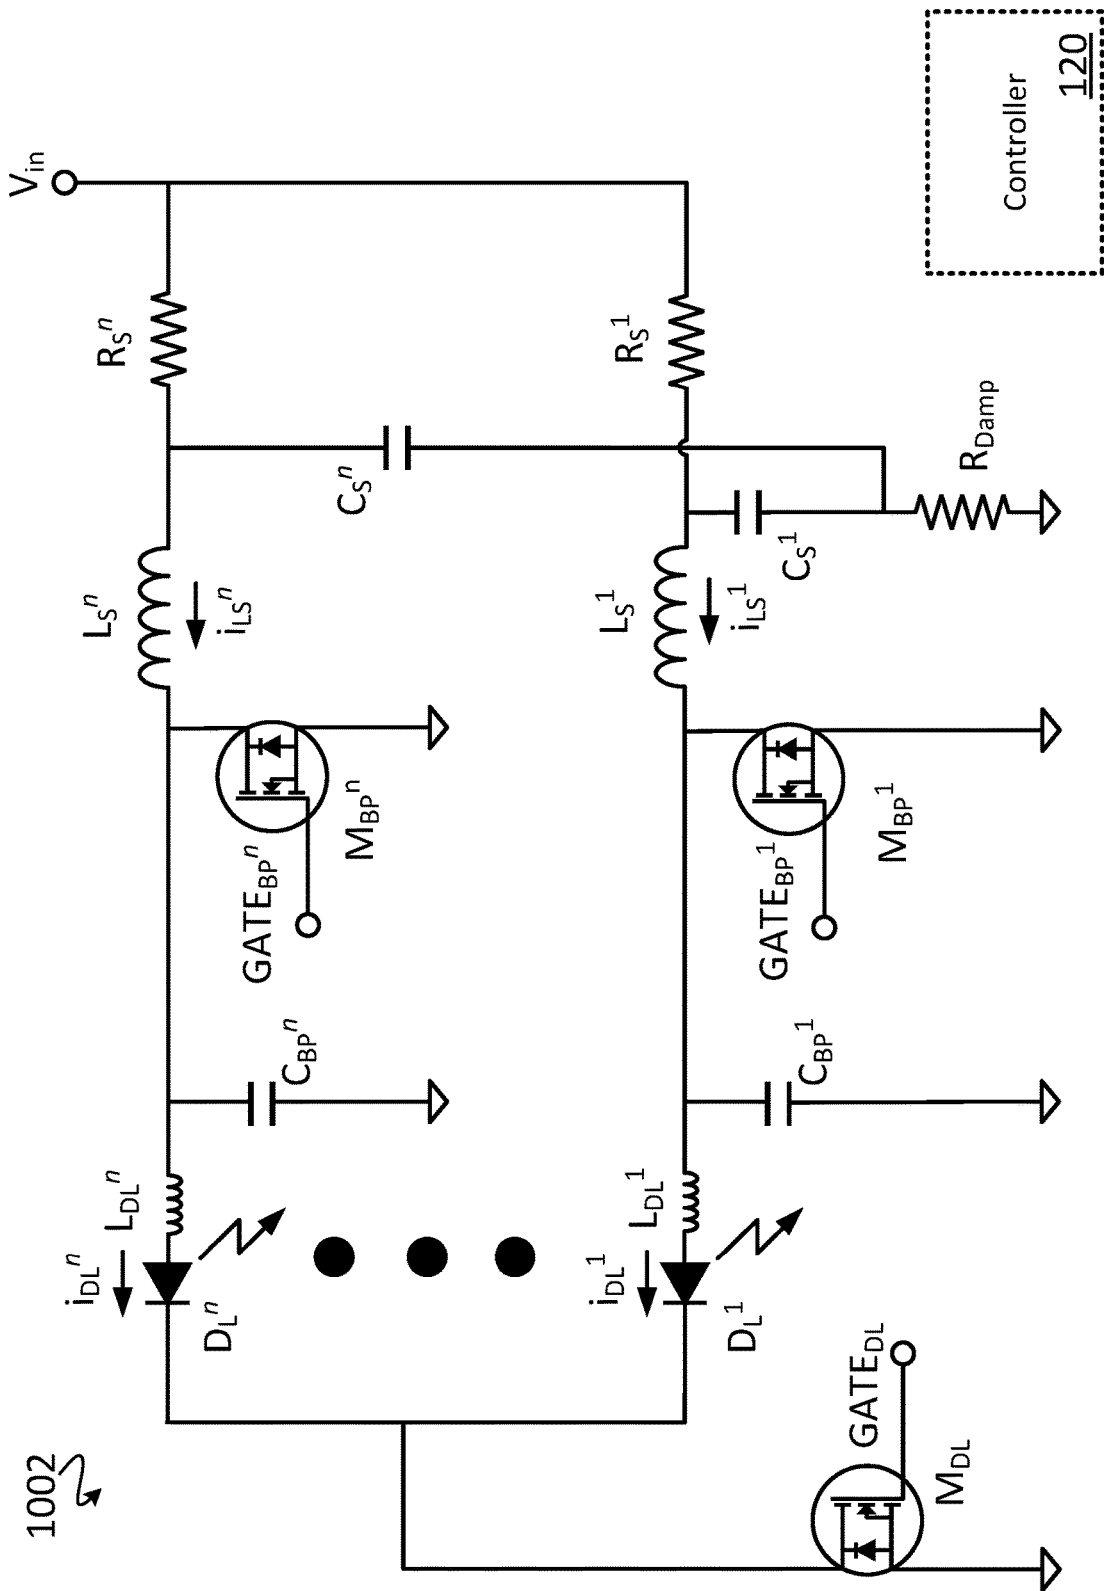 V_in
R_S^n
C_S^n
L_S^n
i_LS^n
GATE_BP^n
M_BP^n
C_BP^n
L_DL^n
i_DL^n
D_L^n
R_S^1
C_S^1
R_Damp
L_S^1
i_LS^1
GATE_BP^1
M_BP^1
C_BP^1
L_DL^1
i_DL^1
D_L^1
GATE_DL
M_DL
Controller
120
1002